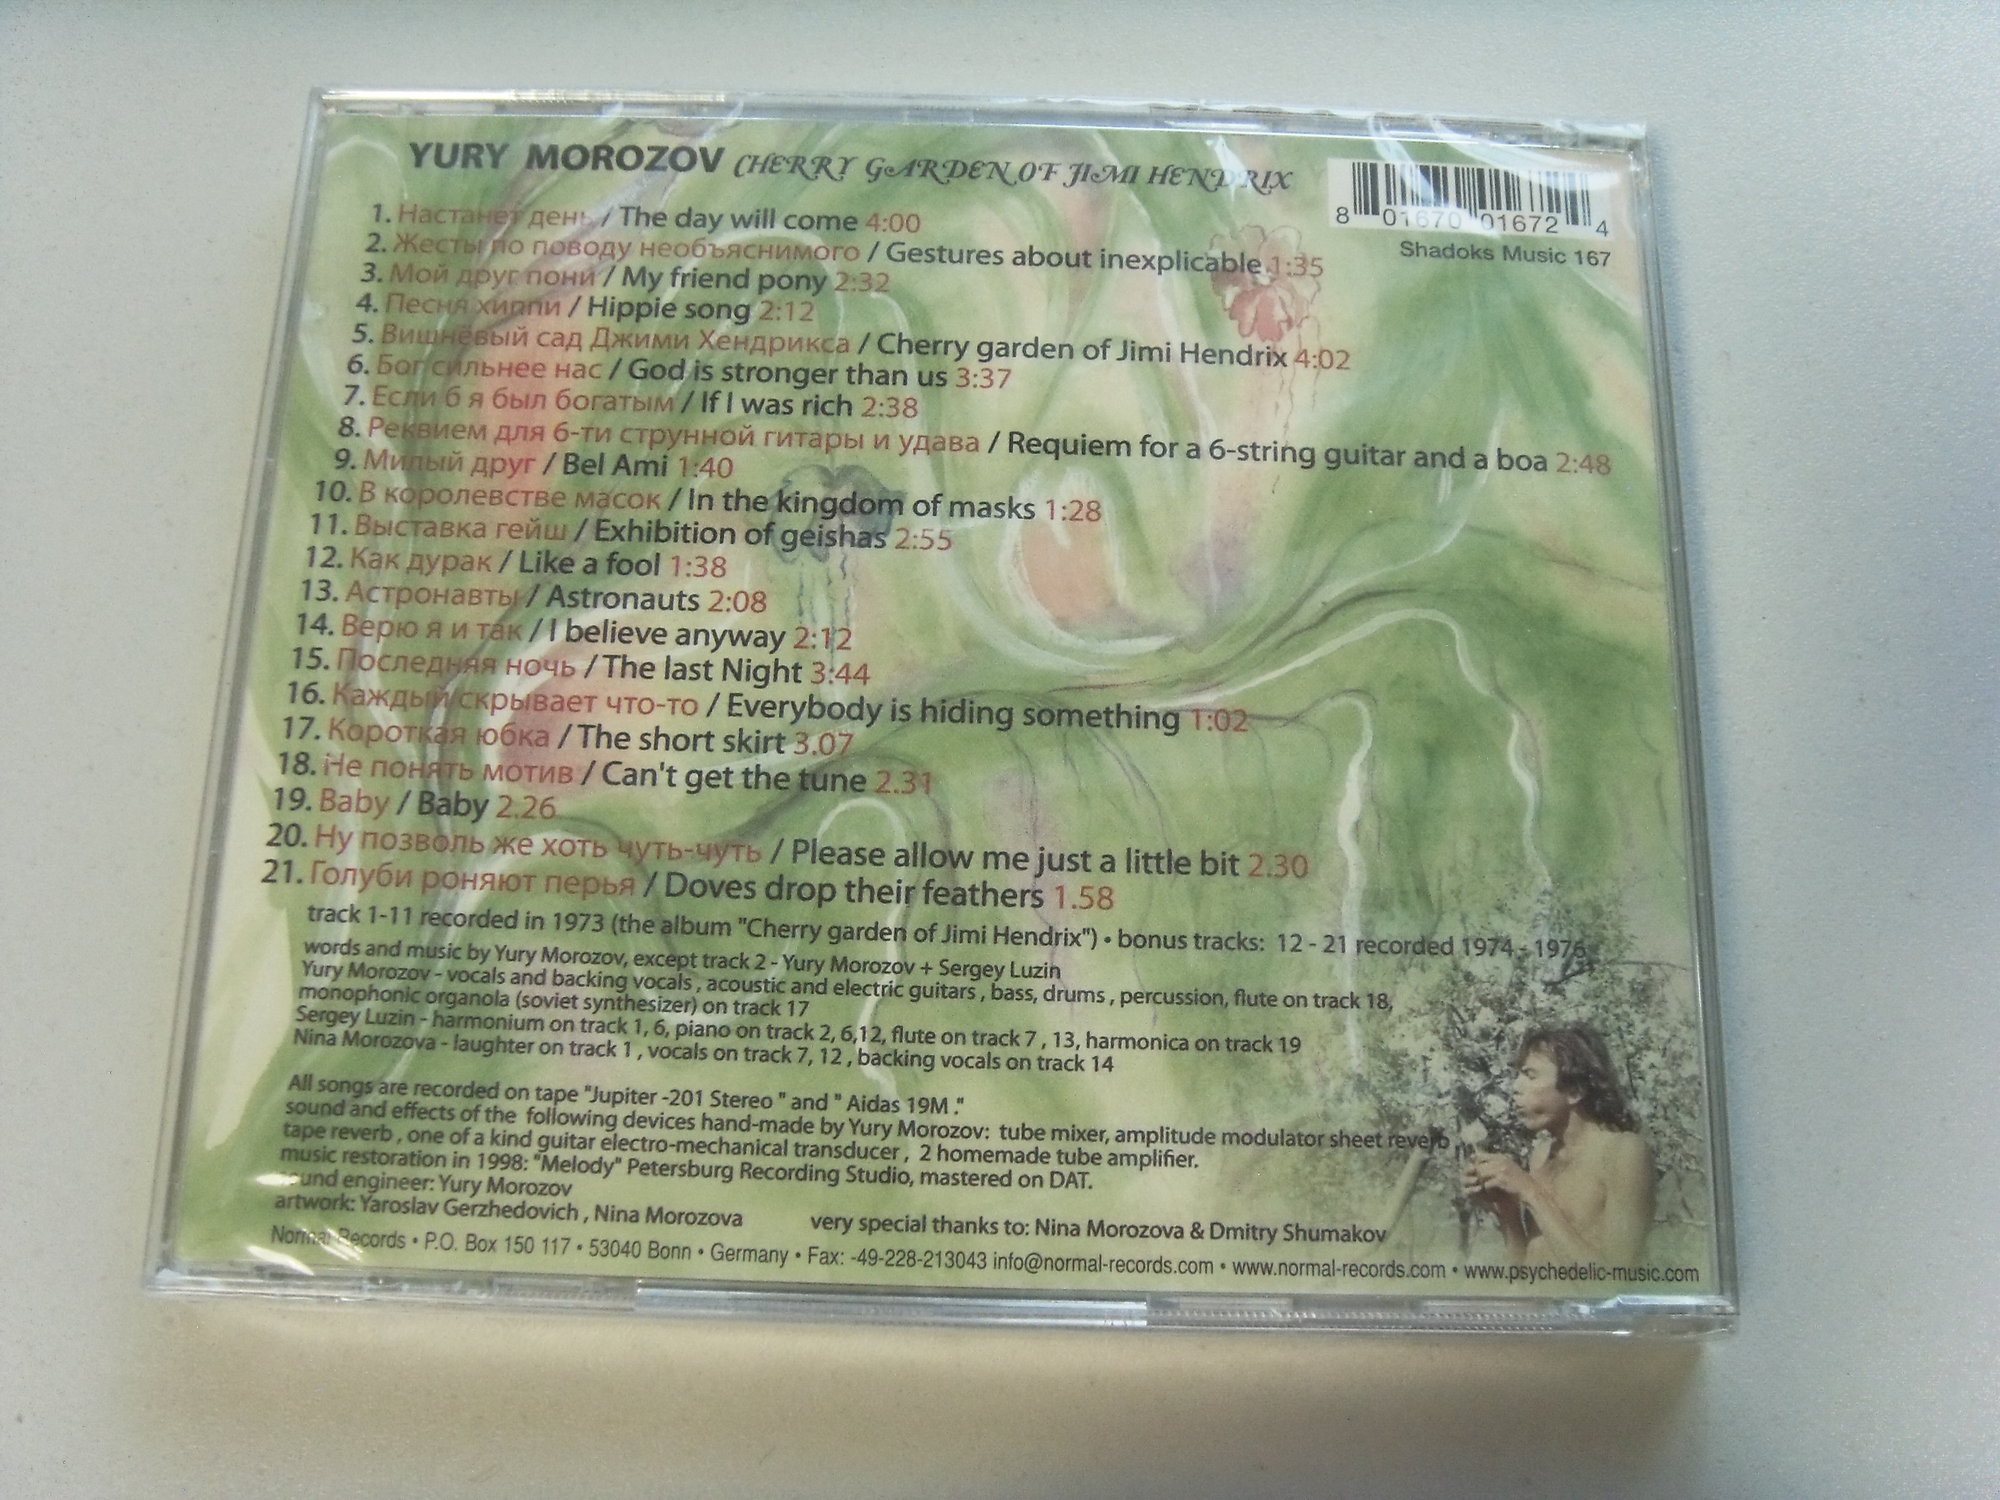 YURY MOROZOV CHERRY GARDEN OF JIMI HENDRIX
8 01670 01672 4
Shadoks Music 167
1. Настанет день / The day will come 4:00
2. Жесты по поводу необъяснимого / Gestures about inexplicable 1:35
3. Мой друг пони / My friend pony 2:32
4. Песня хиппи / Hippie song 2:12
5. Вишнёвый сад Джими Хендрикса / Cherry garden of Jimi Hendrix 4:02
6. Бог сильнее нас / God is stronger than us 3:37
7. Если б я был богатым / If I was rich 2:38
8. Реквием для 6-ти струнной гитары и удава / Requiem for a 6-string guitar and a boa 2:48
9. Милый друг / Bel Ami 1:40
10. В королевстве масок / In the kingdom of masks 1:28
11. Выставка гейш / Exhibition of geishas 2:55
12. Как дурак / Like a fool 1:38
13. Астронавты / Astronauts 2:08
14. Верю я и так / I believe anyway 2:12
15. Последняя ночь / The last Night 3:44
16. Каждый скрывает что-то / Everybody is hiding something 1:02
17. Короткая юбка / The short skirt 3.07
18. Не понять мотив / Can't get the tune 2.31
19. Baby / Baby 2.26
20. Ну позволь же хоть чуть-чуть / Please allow me just a little bit 2.30
21. Голуби роняют перья / Doves drop their feathers 1.58
track 1-11 recorded in 1973 (the album "Cherry garden of Jimi Hendrix") • bonus tracks: 12 - 21 recorded 1974 - 1976
words and music by Yury Morozov, except track 2 - Yury Morozov + Sergey Luzin
Yury Morozov - vocals and backing vocals , acoustic and electric guitars , bass, drums , percussion, flute on track 18,
monophonic organola (soviet synthesizer) on track 17
Sergey Luzin - harmonium on track 1, 6, piano on track 2, 6,12, flute on track 7 , 13, harmonica on track 19
Nina Morozova - laughter on track 1 , vocals on track 7, 12 , backing vocals on track 14
All songs are recorded on tape "Jupiter -201 Stereo " and " Aidas 19M ."
sound and effects of the following devices hand-made by Yury Morozov: tube mixer, amplitude modulator sheet reverb ,
tape reverb , one of a kind guitar electro-mechanical transducer , 2 homemade tube amplifier.
music restoration in 1998: "Melody" Petersburg Recording Studio, mastered on DAT.
sound engineer: Yury Morozov
artwork: Yaroslav Gerzhedovich , Nina Morozova very special thanks to: Nina Morozova & Dmitry Shumakov
Normal Records • P.O. Box 150 117 • 53040 Bonn • Germany • Fax: -49-228-213043 info@normal-records.com • www.normal-records.com • www.psychedelic-music.com